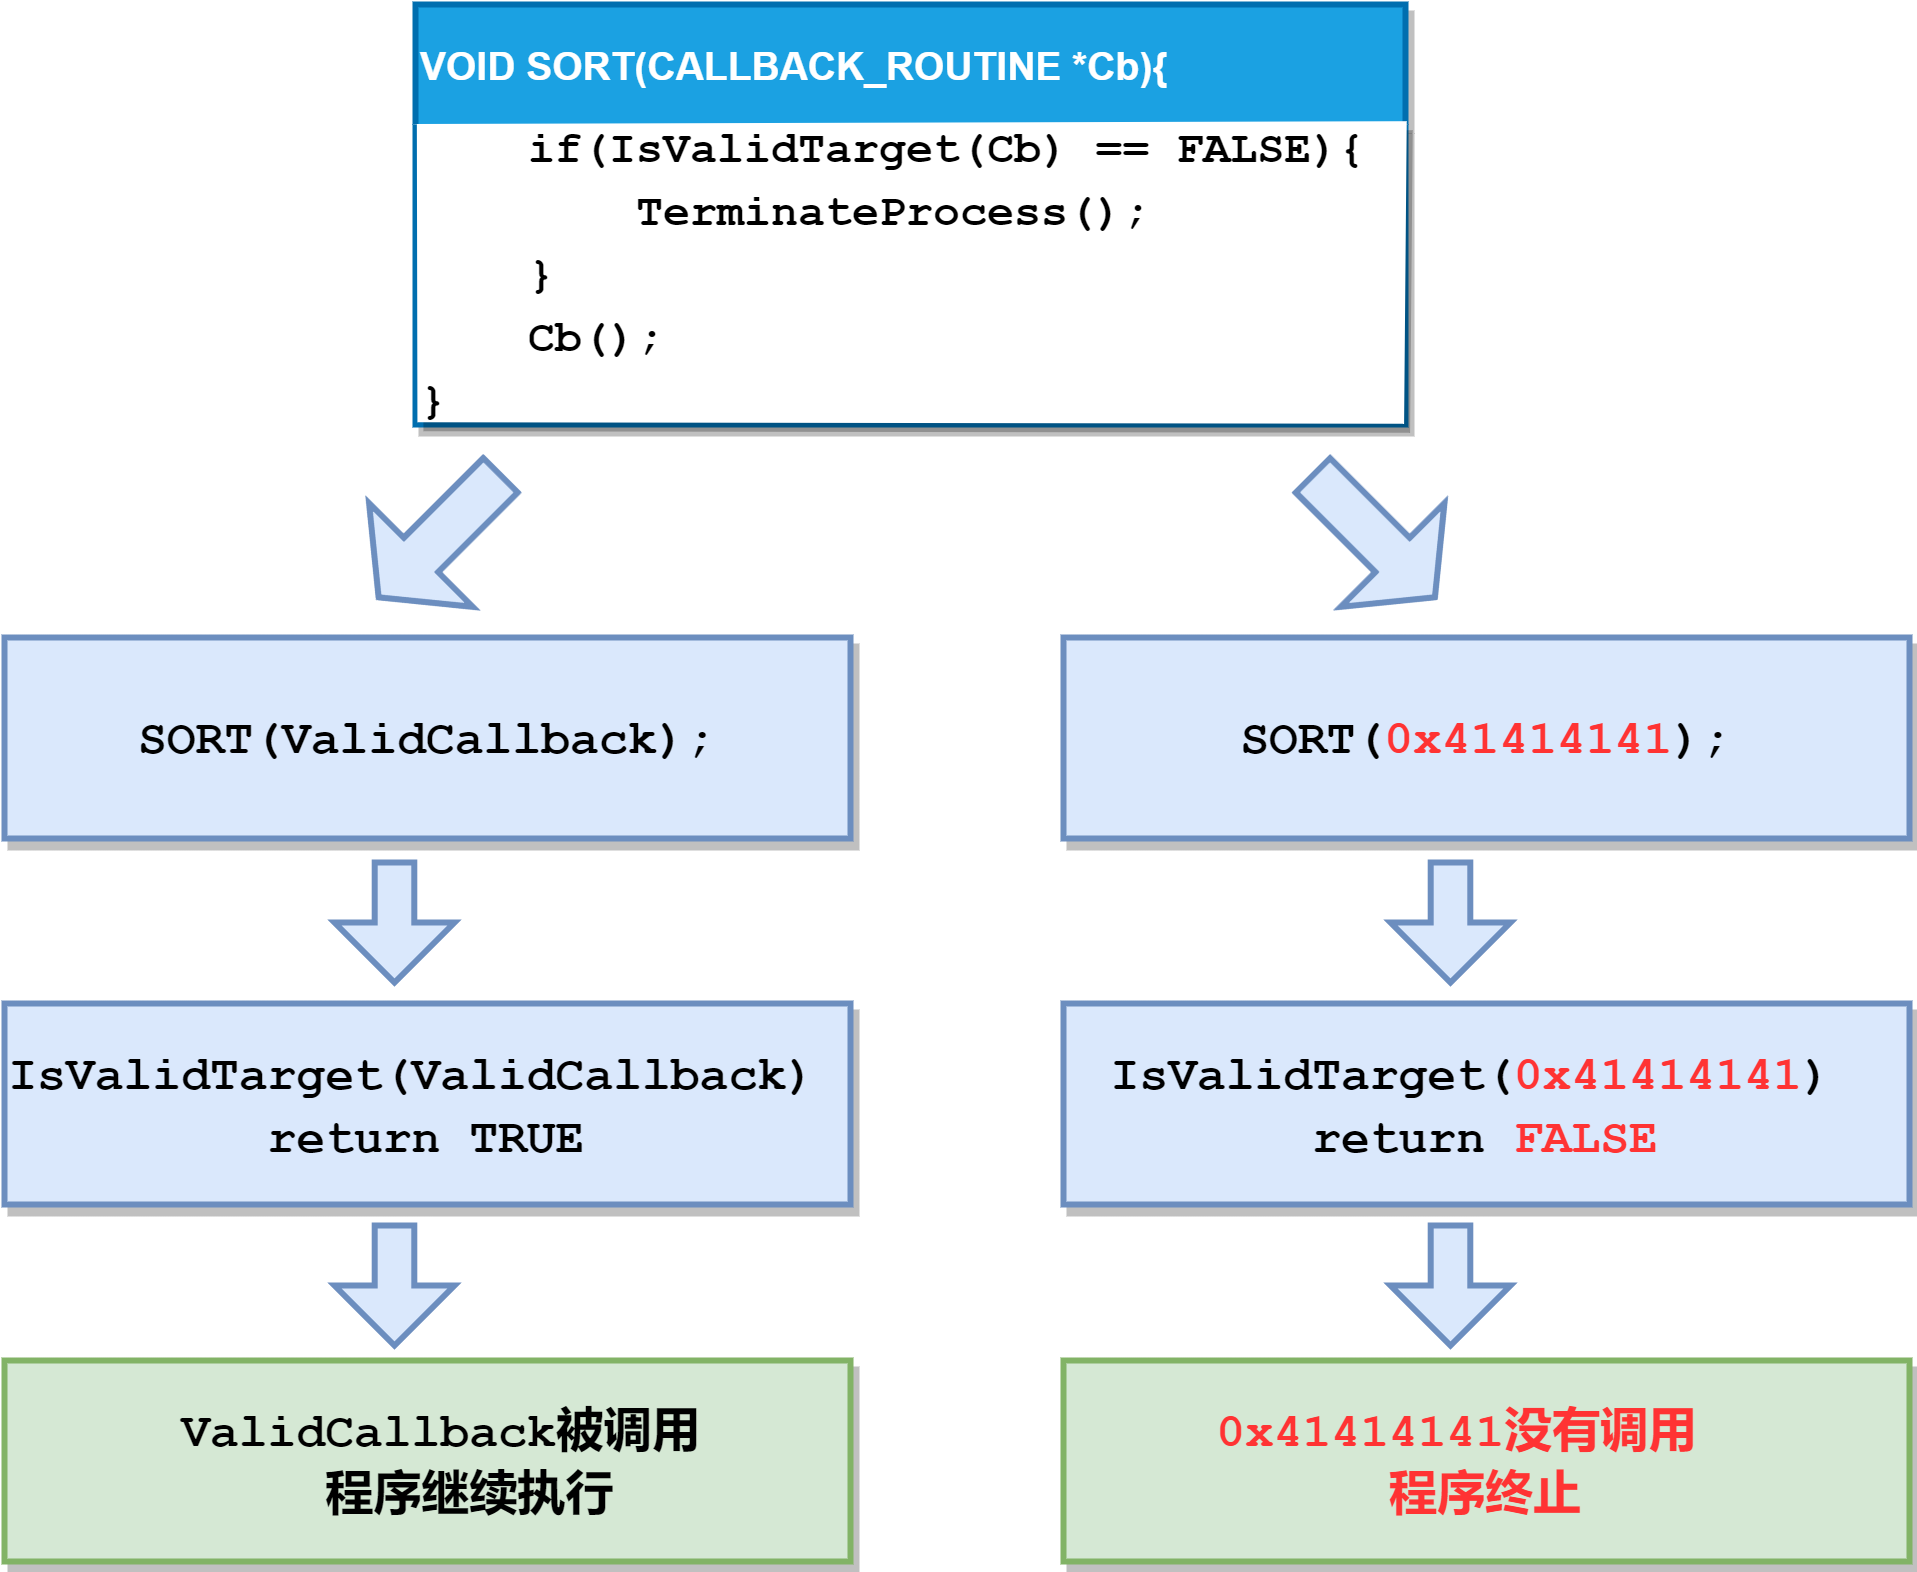 VOID SORT(CALLBACK_ROUTINE *Cb){
if(IsValidTarget(Cb) == FALSE){
TerminateProcess();
}
Cb();
}
SORT(ValidCallback);
IsValidTarget(ValidCallback)
return TRUE
ValidCallback被调用
程序继续执行
SORT(0x41414141);
IsValidTarget(0x41414141)
return FALSE
0x41414141没有调用
程序终止